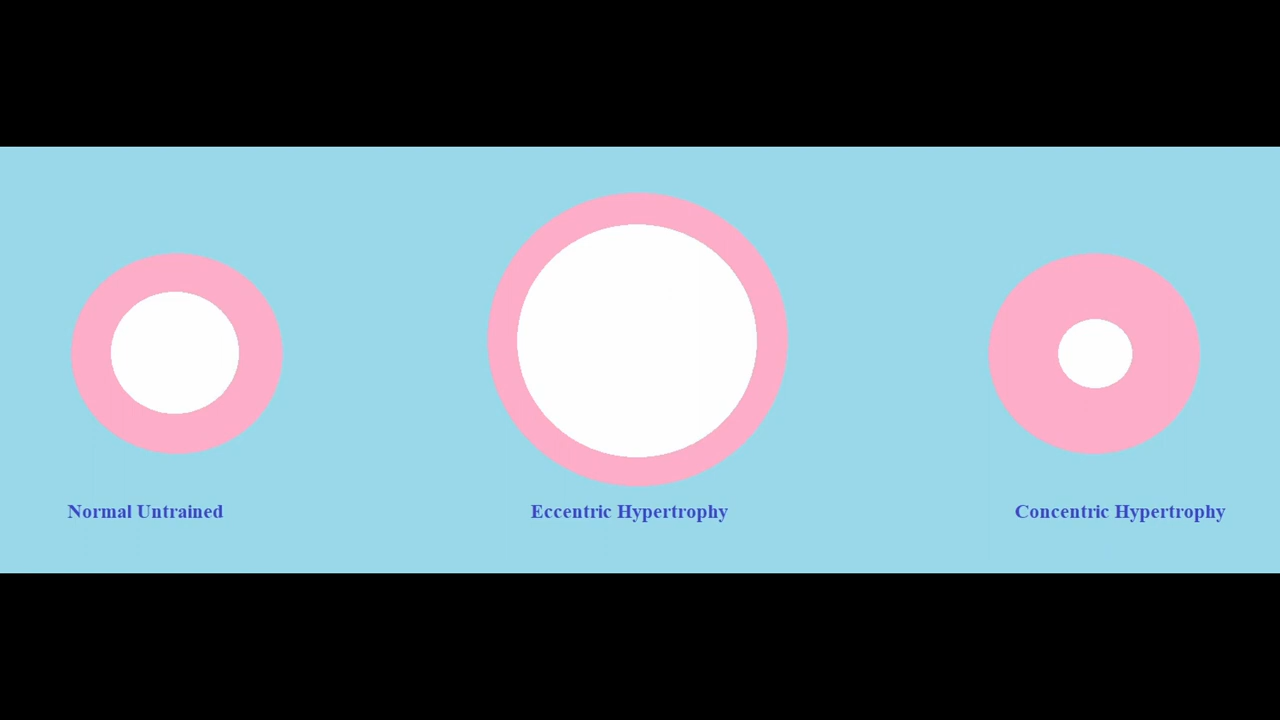 Normal Untrained
Eccentric Hypertrophy
Concentric Hypertrophy